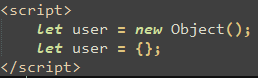 <script>
let user = new Object();
let user = {};
</script>